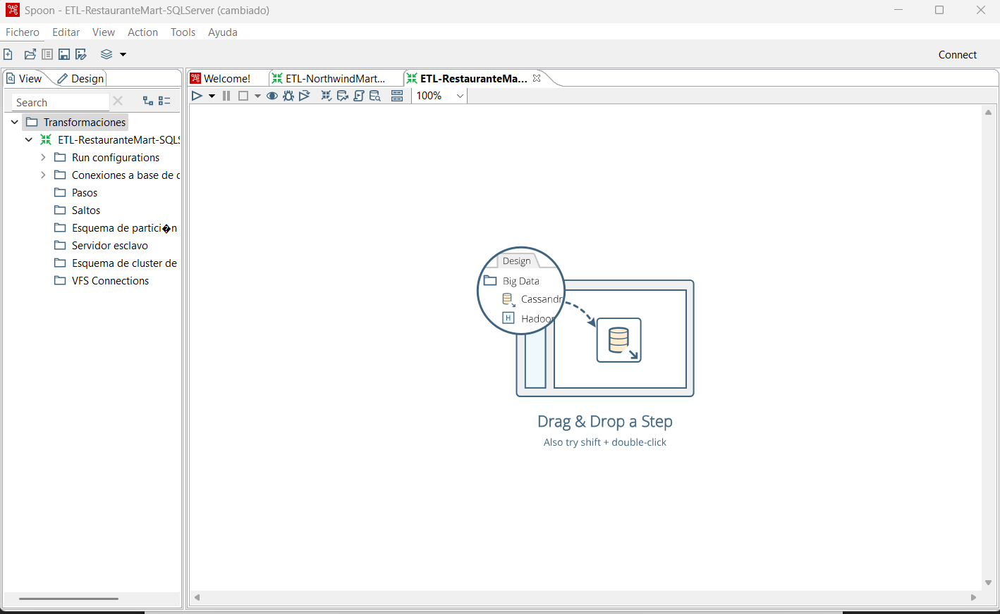 Spoon - ETL-RestauranteMart-SQLServer (cambiado)
Fichero Editar View Action Tools Ayuda
Connect
View Design
Welcome! ETL-NorthwindMart... ETL-RestauranteMa...
100%
Search
Transformaciones
ETL-RestauranteMart-SQLS
Run configurations
Conexiones a base de d
Pasos
Saltos
Esquema de partici�n
Servidor esclavo
Esquema de cluster de
VFS Connections
Design
Big Data
Cassandr
H Hadoop
Drag & Drop a Step
Also try shift + double-click